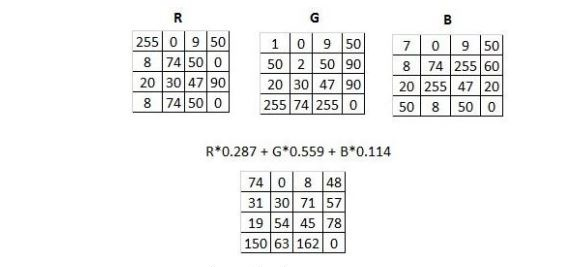 R G B
255 0 9 50 1 0 9 50 7 0 9 50
8 74 50 0 50 2 50 90 8 74 255 60
20 30 47 90 20 30 47 90 20 255 47 20
8 74 50 0 255 74 255 0 50 8 50 0
R*0.287 + G*0.559 + B*0.114
74 0 8 48
31 30 71 57
19 54 45 78
150 63 162 0